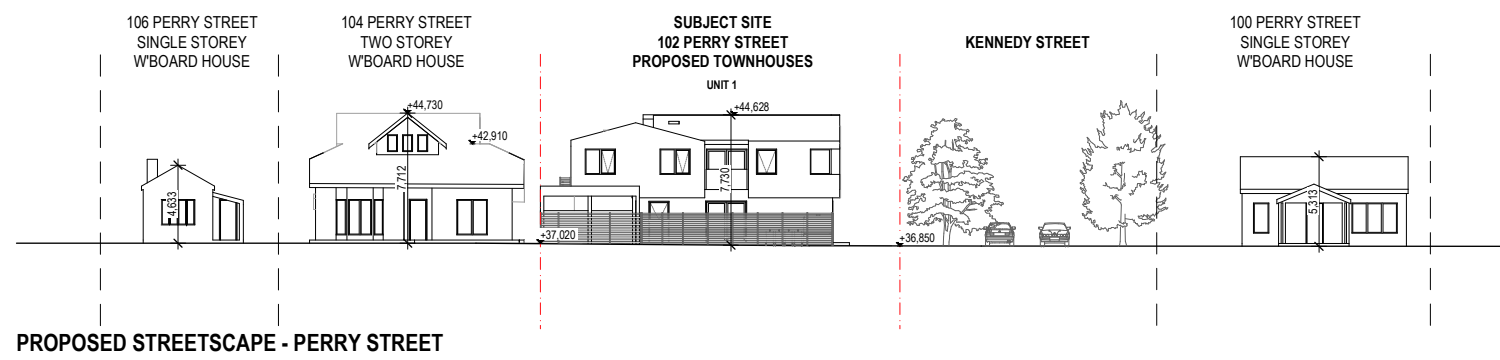 106 PERRY STREET
SINGLE STOREY
W'BOARD HOUSE
104 PERRY STREET
TWO STOREY
W'BOARD HOUSE
SUBJECT SITE
102 PERRY STREET
PROPOSED TOWNHOUSES
UNIT 1
KENNEDY STREET
100 PERRY STREET
SINGLE STOREY
W'BOARD HOUSE
+44,730
+42,910
+44,628
4,633
7,712
7,730
5,313
+37,020
+36,850
PROPOSED STREETSCAPE - PERRY STREET